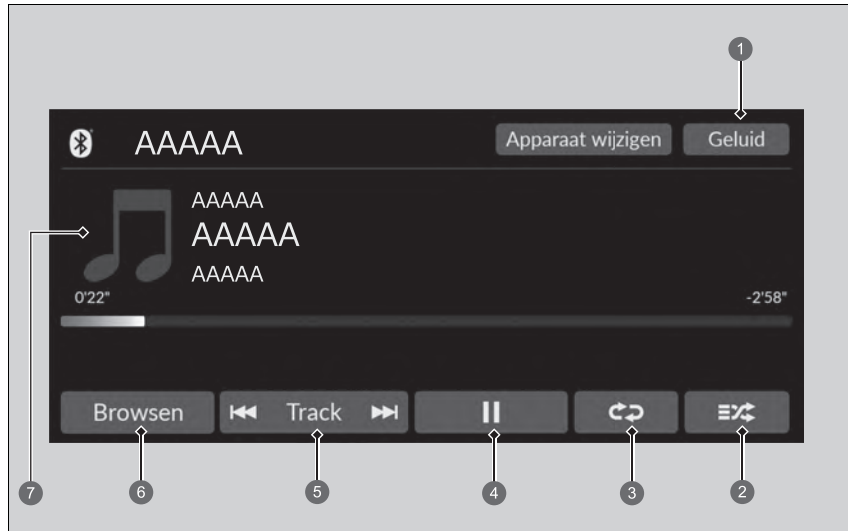 1
AAAAA
Apparaat wijzigen
Geluid
AAAAA
AAAAA
AAAAA
7
0'22"
-2'58"
Browsen
Track
6
5
4
3
2